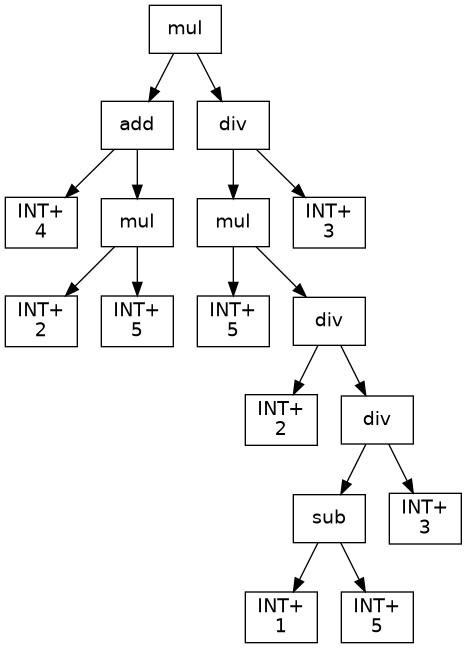 mul
add
div
INT+
4
mul
mul
INT+
3
INT+
2
INT+
5
INT+
5
div
INT+
2
div
sub
INT+
3
INT+
1
INT+
5